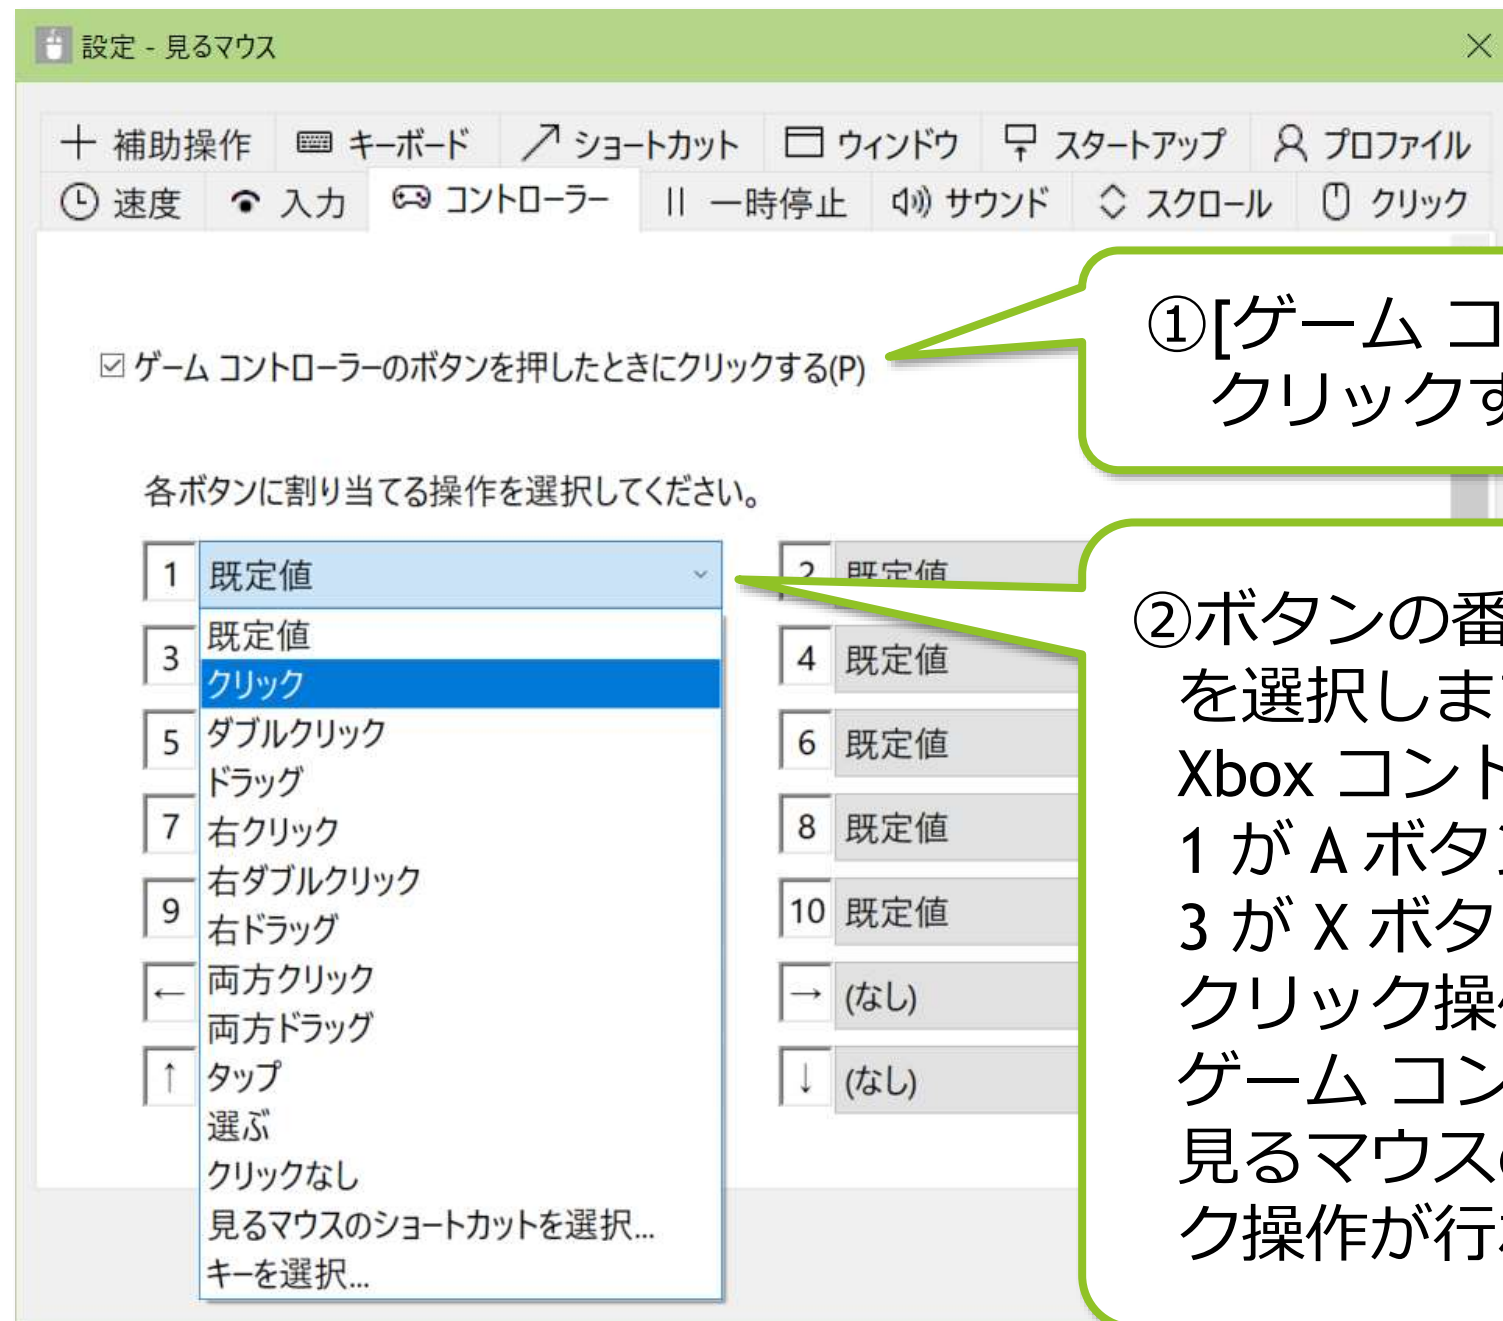 設定 - 見るマウス
補助操作 キーボード ショートカット ウィンドウ スタートアップ プロファイル
速度 入力 コントローラー 一時停止 サウンド スクロール クリック
ゲーム コントローラーのボタンを押したときにクリックする(P)
①[ゲーム コ
クリックす
各ボタンに割り当てる操作を選択してください。
1 既定値
2 既定値
3
4 既定値
5
6 既定値
7
8 既定値
9
10 既定値
←
→ (なし)
↑
↓ (なし)
既定値
クリック
ダブルクリック
ドラッグ
右クリック
右ダブルクリック
右ドラッグ
両方クリック
両方ドラッグ
タップ
選ぶ
クリックなし
見るマウスのショートカットを選択...
キーを選択...
②ボタンの番
を選択しま
Xbox コント
1 が A ボタン
3 が X ボタ
クリック操作
ゲーム コン
見るマウスの
ク操作が行わ